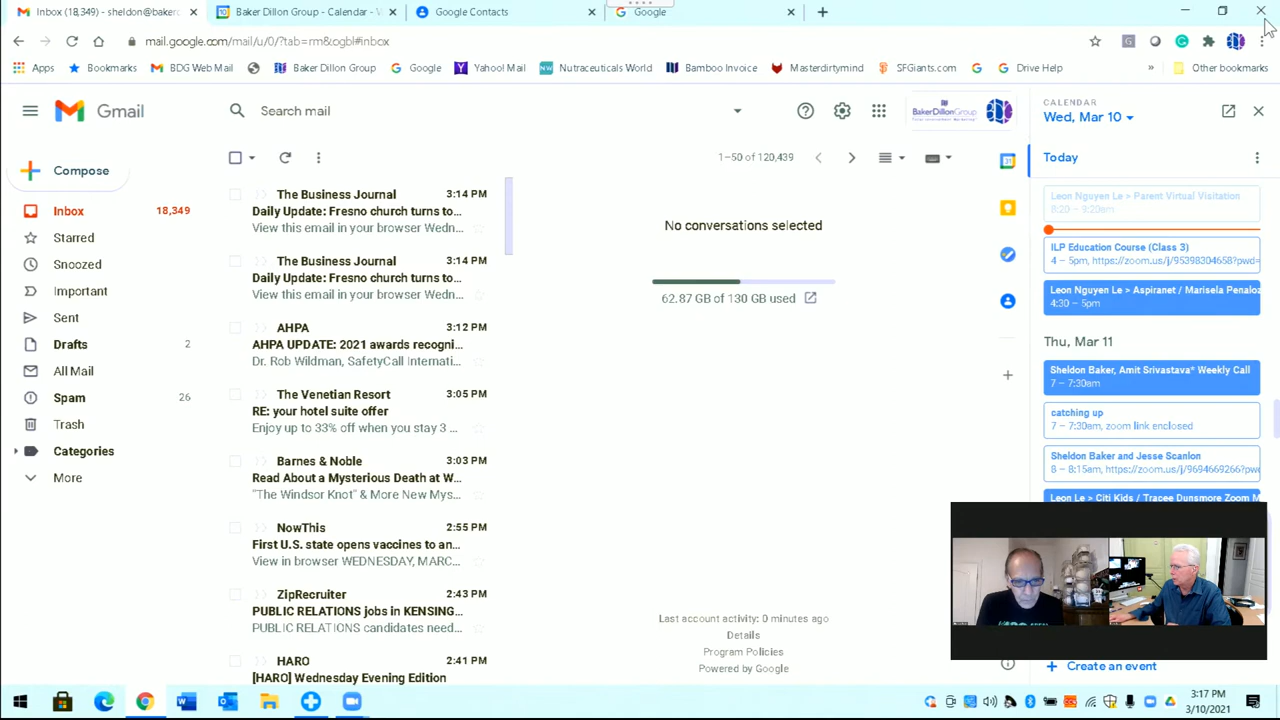 Inbox (18,349) - sheldon@baker
Baker Dillon Group - Calendar - W
Google Contacts
Google
mail.google.com/mail/u/0/?tab=rm&ogbl#inbox
Apps
Bookmarks
BDG Web Mail
Baker Dillon Group
Google
Yahoo! Mail
Nutraceuticals World
Bamboo Invoice
Masterdirtymind
SFGiants.com
Drive Help
»
Other bookmarks
Gmail
Search mail
BakerDillonGroup
CALENDAR
Wed, Mar 10
Compose
1–50 of 120,439
Today
Inbox 18,349
Starred
Snoozed
Important
Sent
Drafts 2
All Mail
Spam 26
Trash
Categories
More
The Business Journal 3:14 PM
Daily Update: Fresno church turns to...
View this email in your browser Wedn...
The Business Journal 3:14 PM
Daily Update: Fresno church turns to...
View this email in your browser Wedn...
AHPA 3:12 PM
AHPA UPDATE: 2021 awards recogni...
Dr. Rob Wildman, SafetyCall Internati...
The Venetian Resort 3:05 PM
RE: your hotel suite offer
Enjoy up to 33% off when you stay 3 ...
Barnes & Noble 3:03 PM
Read About a Mysterious Death at W...
"The Windsor Knot" & More New Mys...
NowThis 2:55 PM
First U.S. state opens vaccines to an...
View in browser WEDNESDAY, MARC...
ZipRecruiter 2:43 PM
PUBLIC RELATIONS jobs in KENSING...
PUBLIC RELATIONS candidates need...
HARO 2:41 PM
[HARO] Wednesday Evening Edition
No conversations selected
62.87 GB of 130 GB used
Last account activity: 0 minutes ago
Details
Program Policies
Powered by Google
Leon Nguyen Le > Parent Virtual Visitation
8:20 – 9:20am
ILP Education Course (Class 3)
4 – 5pm, https://zoom.us/j/95398304658?pwd=
Leon Nguyen Le > Aspiranet / Marisela Penaloz
4:30 – 5pm
Thu, Mar 11
Sheldon Baker, Amit Srivastava* Weekly Call
7 – 7:30am
catching up
7 – 7:30am, zoom link enclosed
Sheldon Baker and Jesse Scanlon
8 – 8:15am, https://zoom.us/j/9694669266?pwd
Leon Le > Citi Kids / Tracee Dunsmore Zoom M
Create an event
3:17 PM
3/10/2021